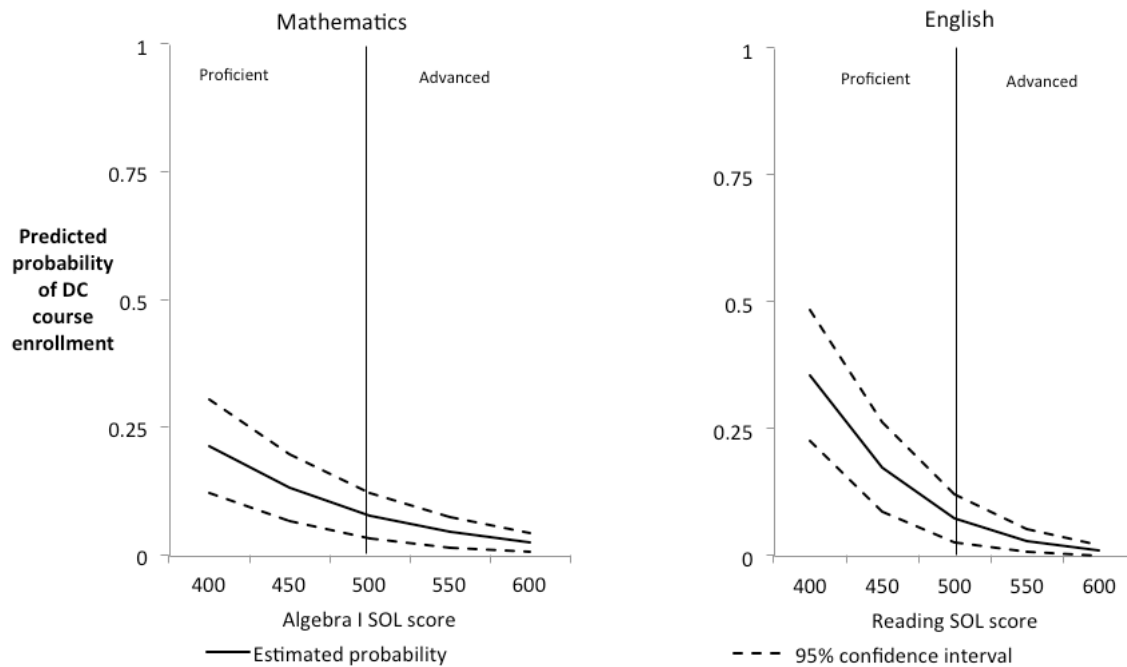 Mathematics
English
1
Proficient
Advanced
0.75
Predicted
probability
of DC
course
enrollment
0.5
0.25
0
400 450 500 550 600
Algebra I SOL score
1
Proficient
Advanced
0.75
0.5
0.25
0
400 450 500 550 600
Reading SOL score
Estimated probability
95% confidence interval